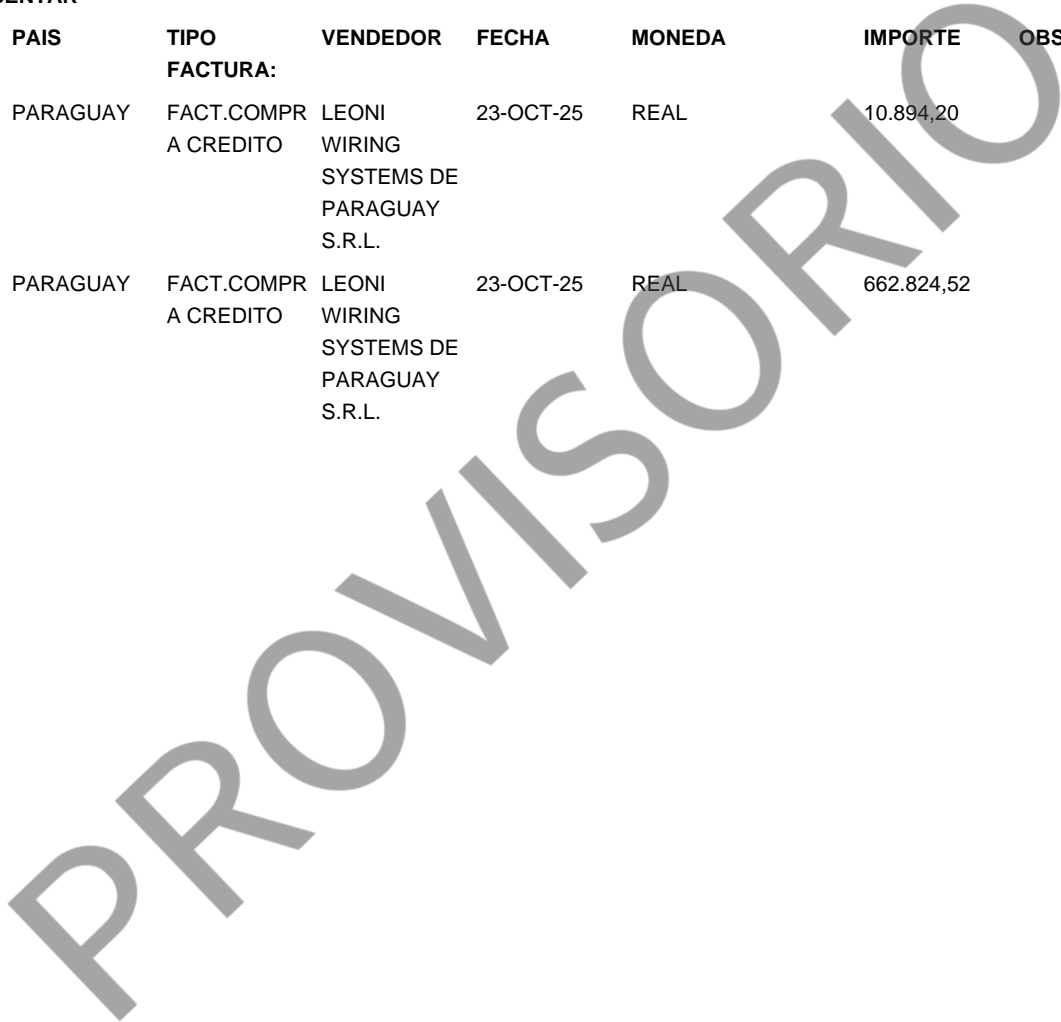 PAIS TIPO FACTURA: VENDEDOR FECHA MONEDA IMPORTE
PARAGUAY FACT.COMPR LEONI 23-OCT-25 REAL 10.894,20
A CREDITO WIRING
SYSTEMS DE
PARAGUAY
S.R.L.
PARAGUAY FACT.COMPR LEONI 23-OCT-25 REAL 662.824,52
A CREDITO WIRING
SYSTEMS DE
PARAGUAY
S.R.L.
PROVISORIO